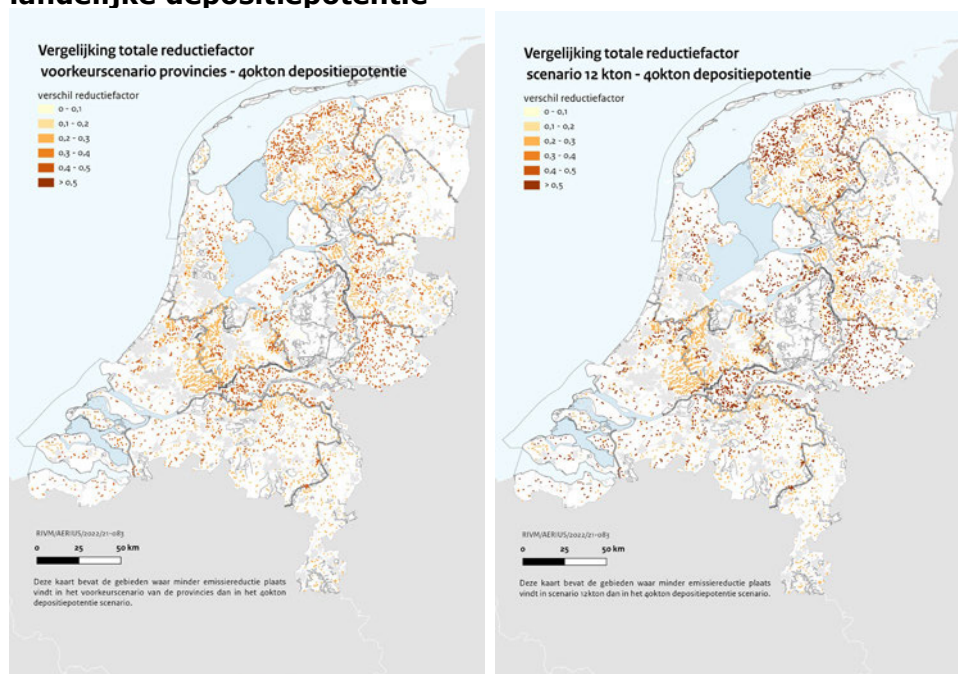 landelijke depositiepotentie
Vergelijking totale reductiefactor
voorkeurscenario provincies - 40kton depositiepotentie
verschil reductiefactor
0 - 0,1
0,1 - 0,2
0,2 - 0,3
0,3 - 0,4
0,4 - 0,5
> 0,5
RIVM/AERIUS/2022/21-083
0 25 50 km
Deze kaart bevat de gebieden waar minder emissiereductie plaats
vindt in het voorkeurscenario van de provincies dan in het 40kton
depositiepotentie scenario.
Vergelijking totale reductiefactor
scenario 12 kton - 40kton depositiepotentie
verschil reductiefactor
0 - 0,1
0,1 - 0,2
0,2 - 0,3
0,3 - 0,4
0,4 - 0,5
> 0,5
RIVM/AERIUS/2022/21-083
0 25 50 km
Deze kaart bevat de gebieden waar minder emissiereductie plaats
vindt in scenario 12kton dan in het 40kton depositiepotentie scenario.